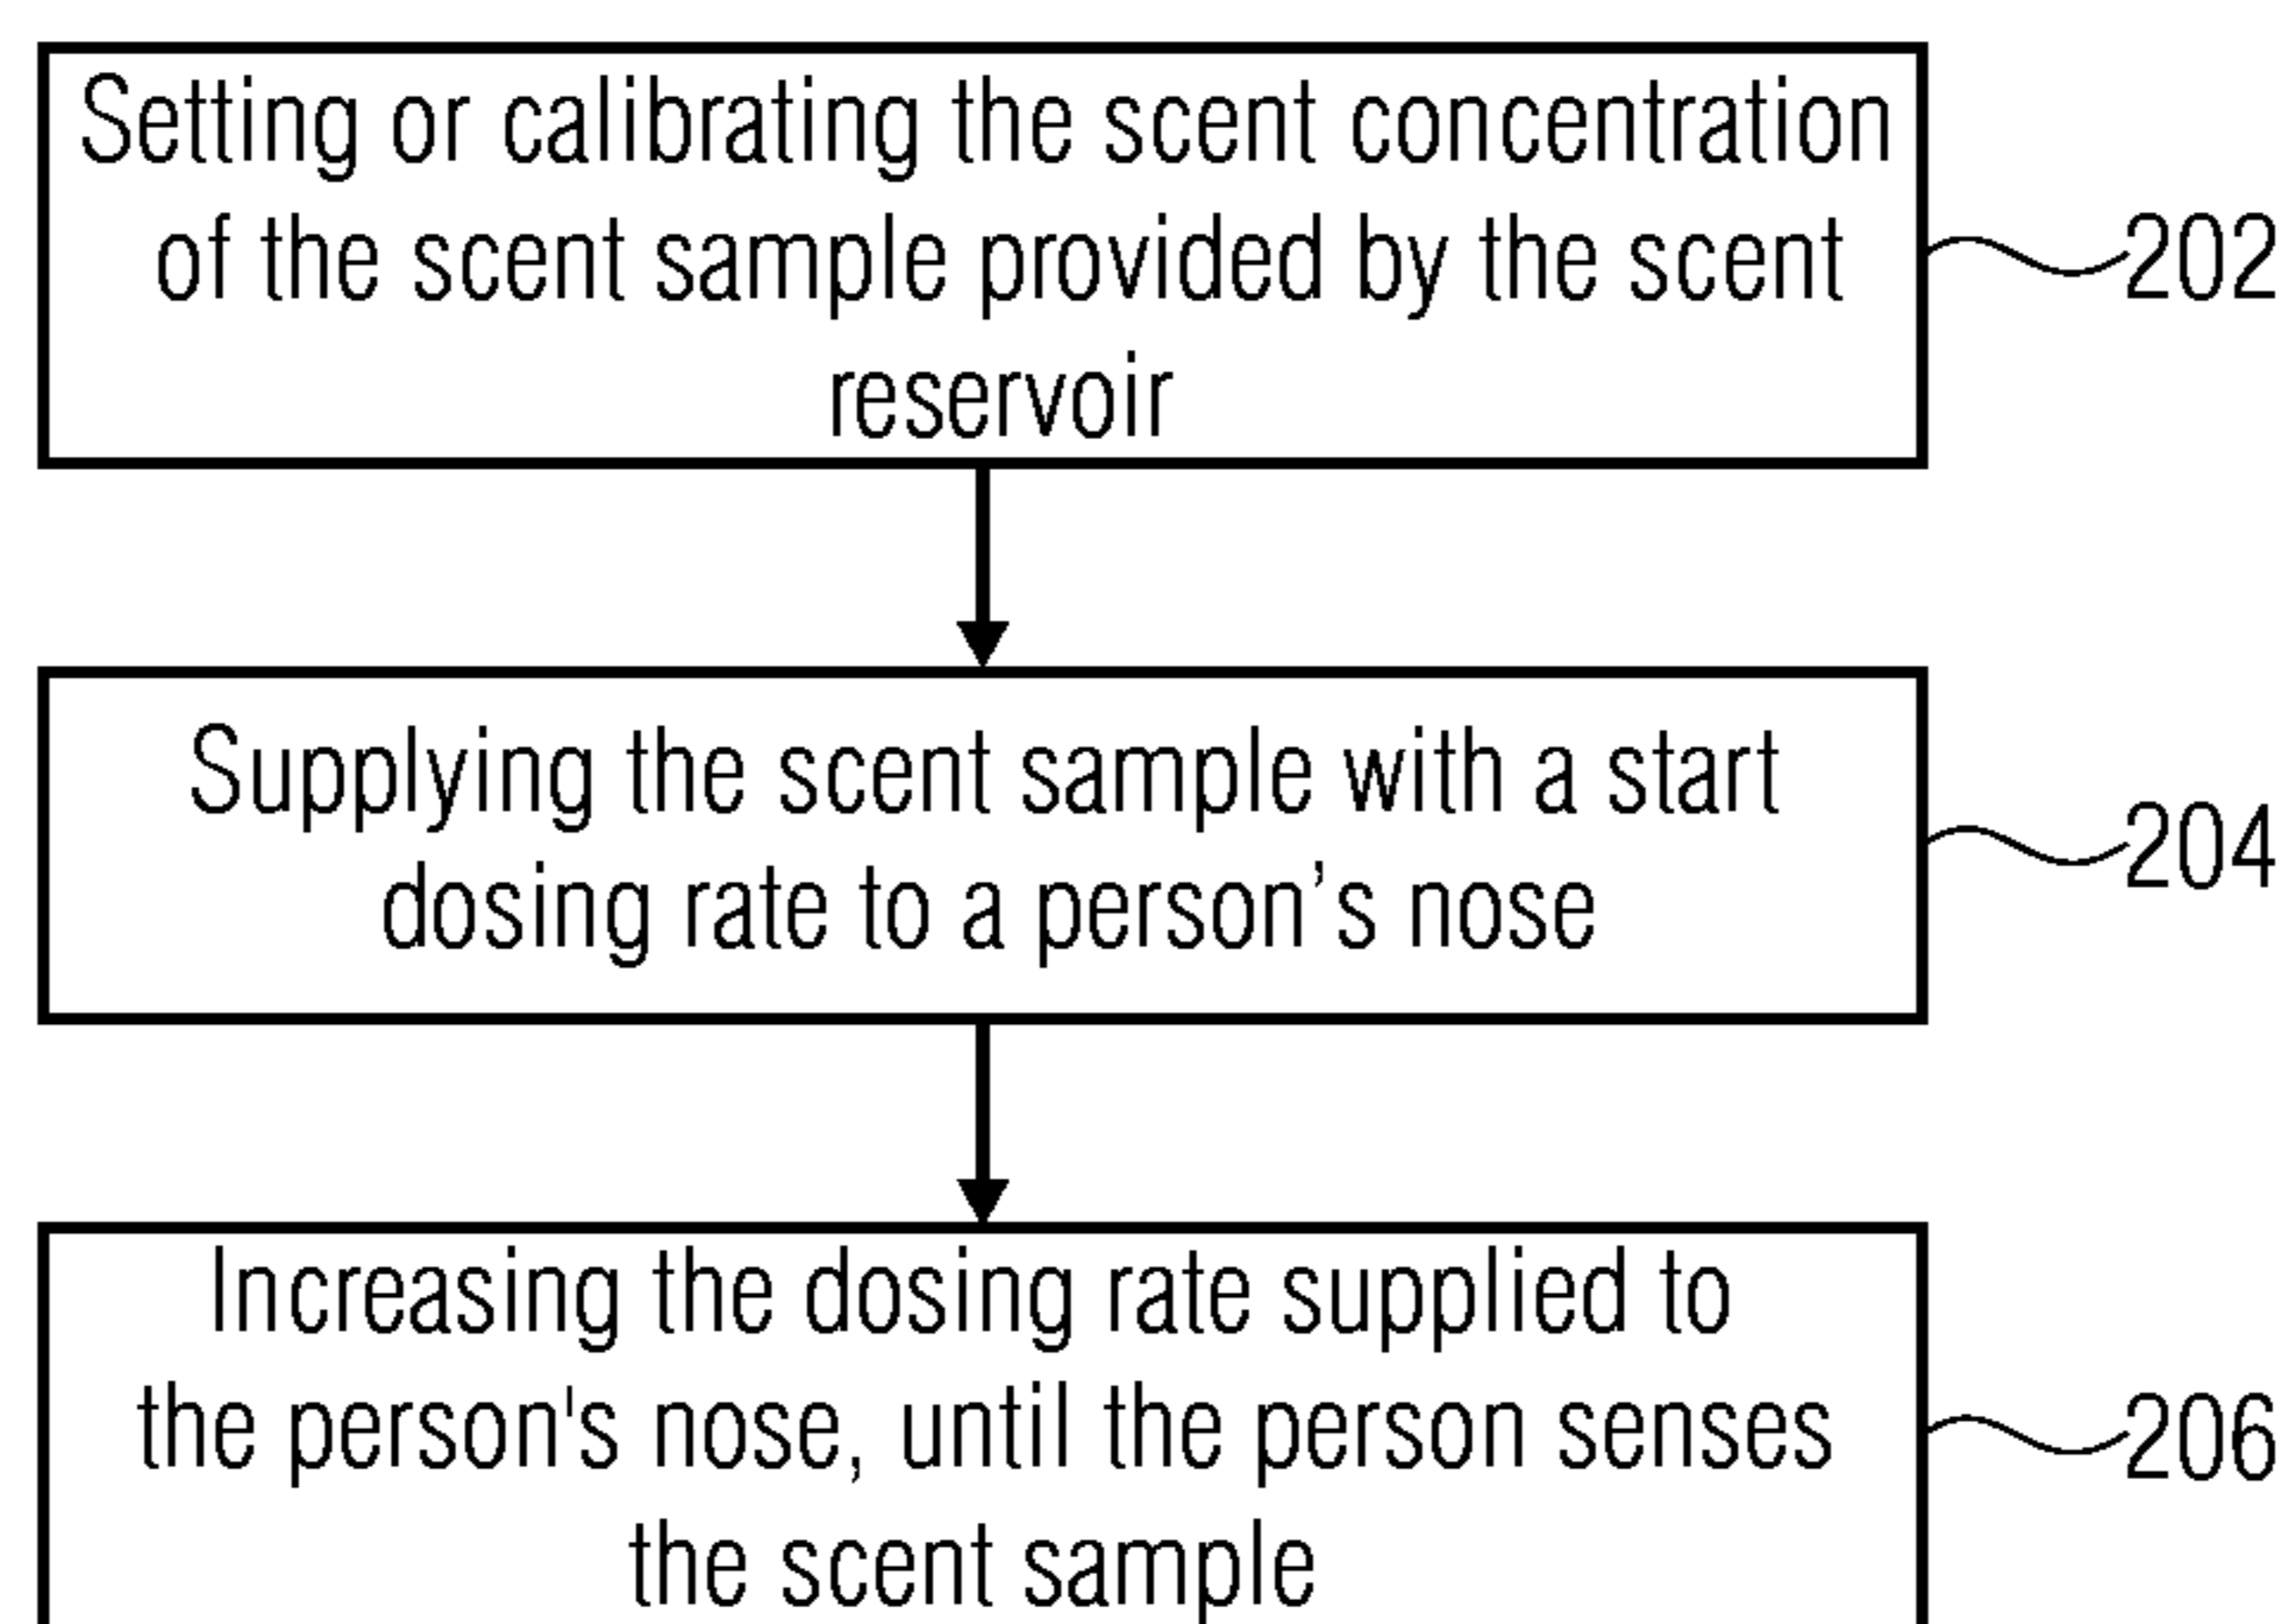 Setting or calibrating the scent concentration
of the scent sample provided by the scent
reservoir
202
Supplying the scent sample with a start
dosing rate to a person’s nose
204
Increasing the dosing rate supplied to
the person's nose, until the person senses
the scent sample
206